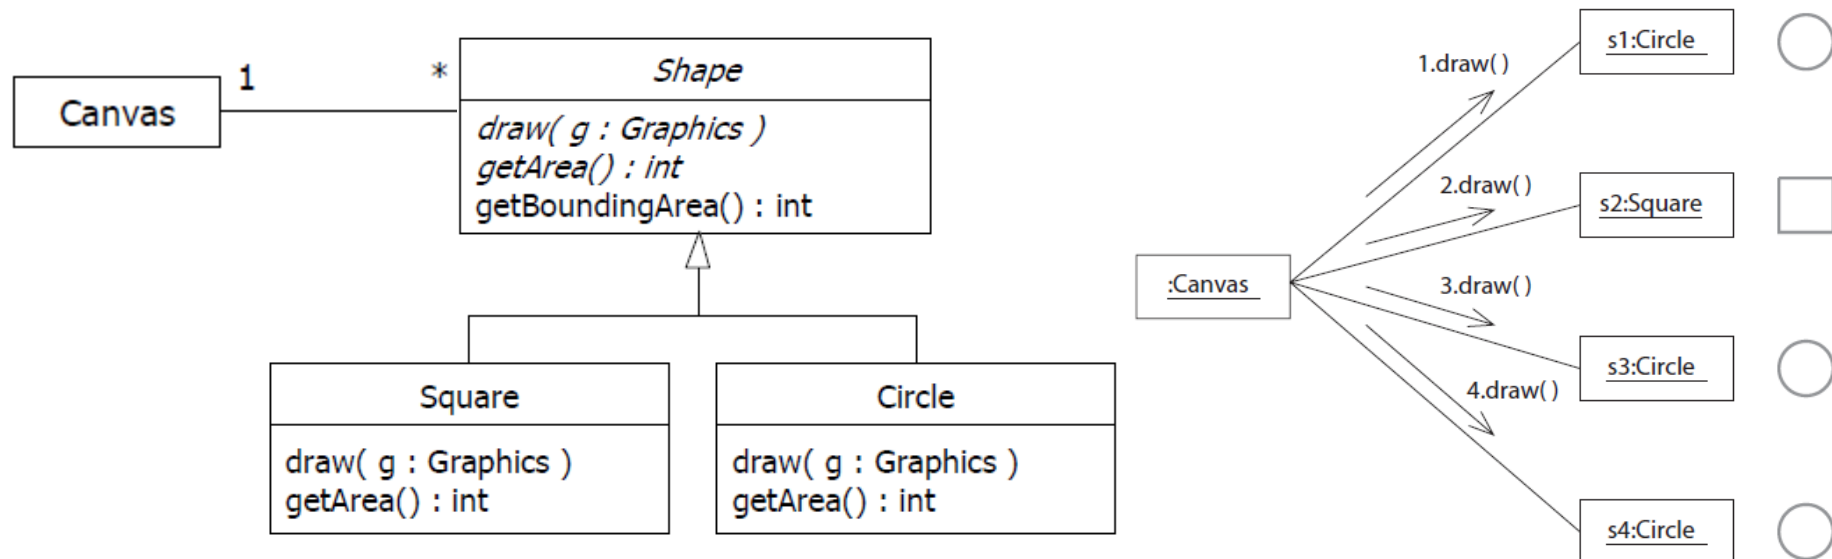 Canvas
1
*
Shape
draw( g : Graphics )
getArea() : int
getBoundingArea() : int
Square
draw( g : Graphics )
getArea() : int
Circle
draw( g : Graphics )
getArea() : int
:Canvas
1.draw( )
2.draw( )
3.draw( )
4.draw( )
s1:Circle
s2:Square
s3:Circle
s4:Circle